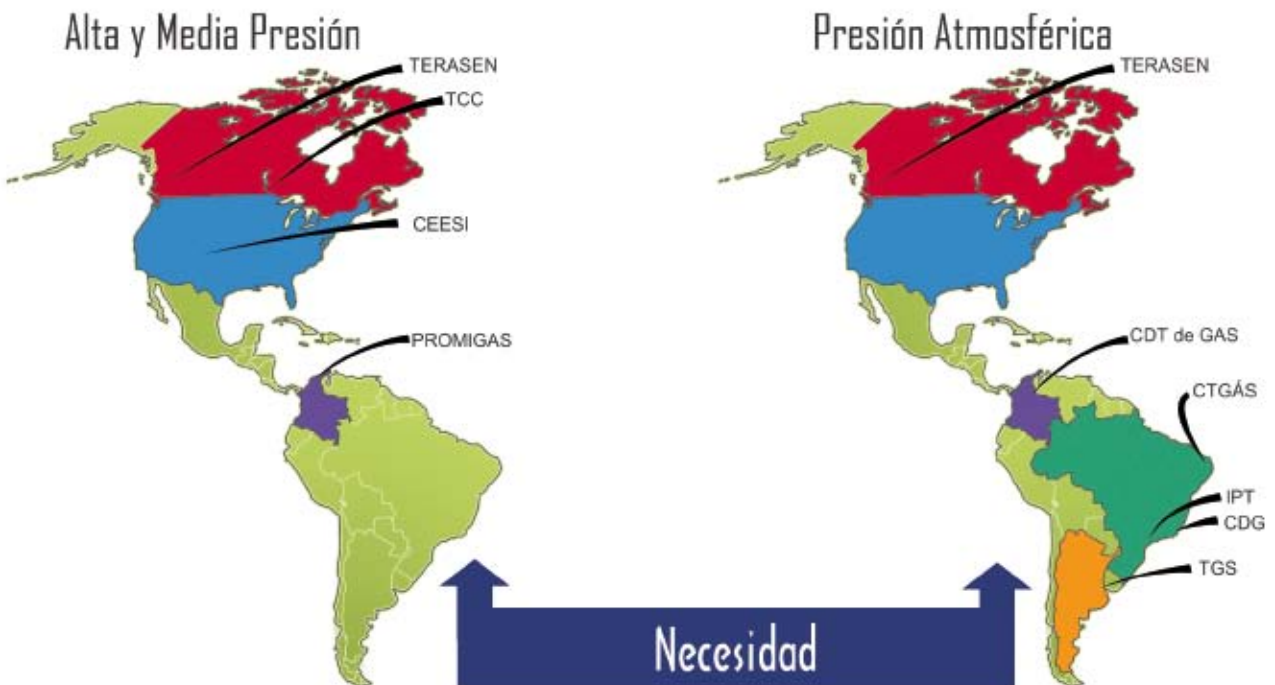 Alta y Media Presión
TERASEN
TCC
CEESI
PROMIGAS
Presión Atmosférica
TERASEN
CDT de GAS
CTGÁS
IPT
CDG
TGS
Necesidad